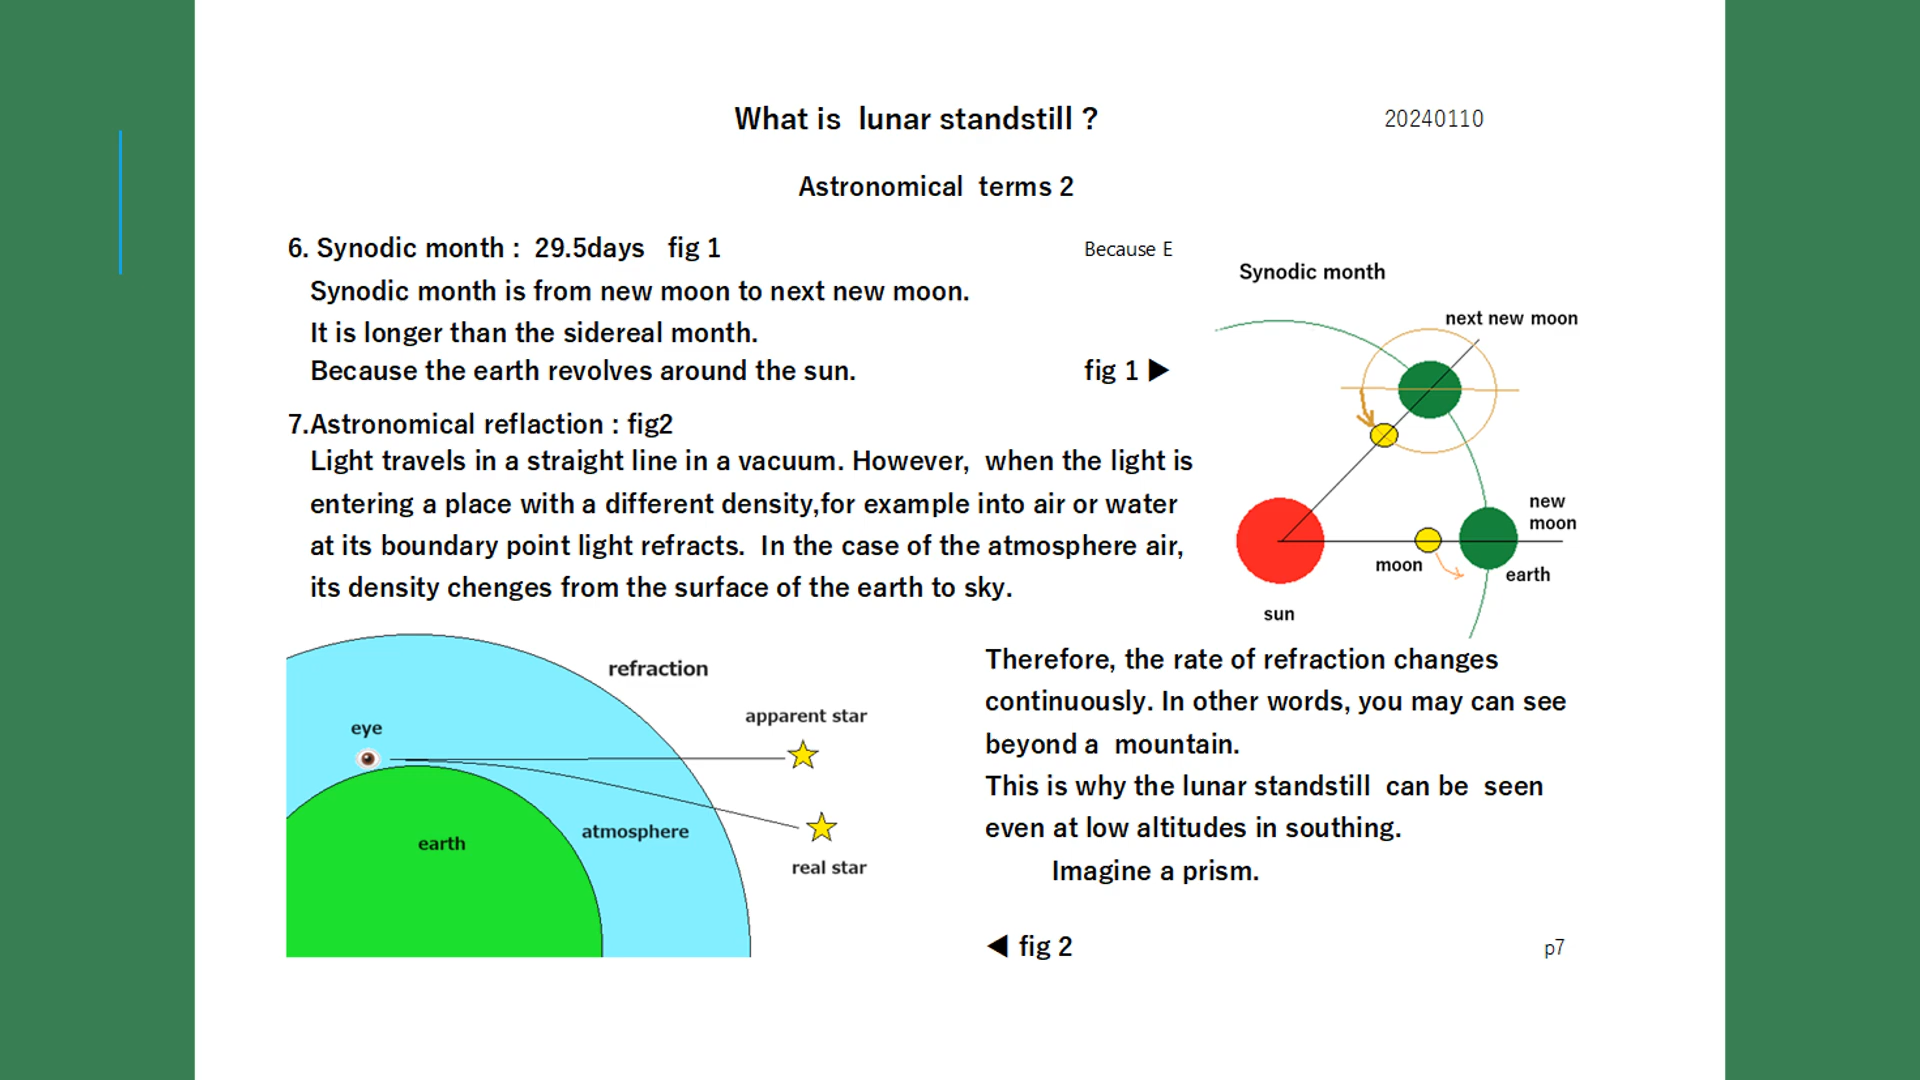 What is lunar standstill ?
20240110
Astronomical terms 2
6. Synodic month : 29.5days fig 1
Because E
Synodic month is from new moon to next new moon.
It is longer than the sidereal month.
Because the earth revolves around the sun.
fig 1 ▶
Synodic month
next new moon
new
moon
moon
earth
sun
7.Astronomical reflaction : fig2
Light travels in a straight line in a vacuum. However, when the light is
entering a place with a different density,for example into air or water
at its boundary point light refracts. In the case of the atmosphere air,
its density chenges from the surface of the earth to sky.
refraction
apparent star
eye
atmosphere
earth
real star
Therefore, the rate of refraction changes
continuously. In other words, you may can see
beyond a mountain.
This is why the lunar standstill can be seen
even at low altitudes in southing.
Imagine a prism.
◀ fig 2
p7